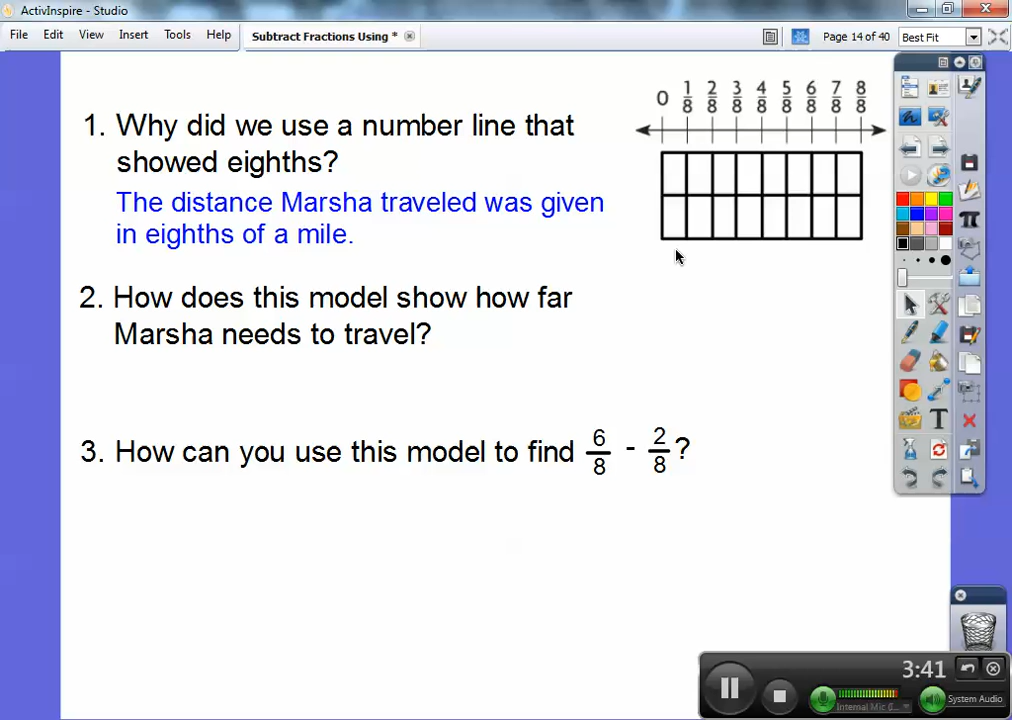 ActivInspire - Studio
File Edit View Insert Tools Help
Subtract Fractions Using *
Page 14 of 40
Best Fit
1. Why did we use a number line that
showed eighths?
The distance Marsha traveled was given
in eighths of a mile.
0 1/8 2/8 3/8 4/8 5/8 6/8 7/8 8/8
2. How does this model show how far
Marsha needs to travel?
3. How can you use this model to find 6/8 - 2/8?
3:41
Internal Mic (I...
System Audio